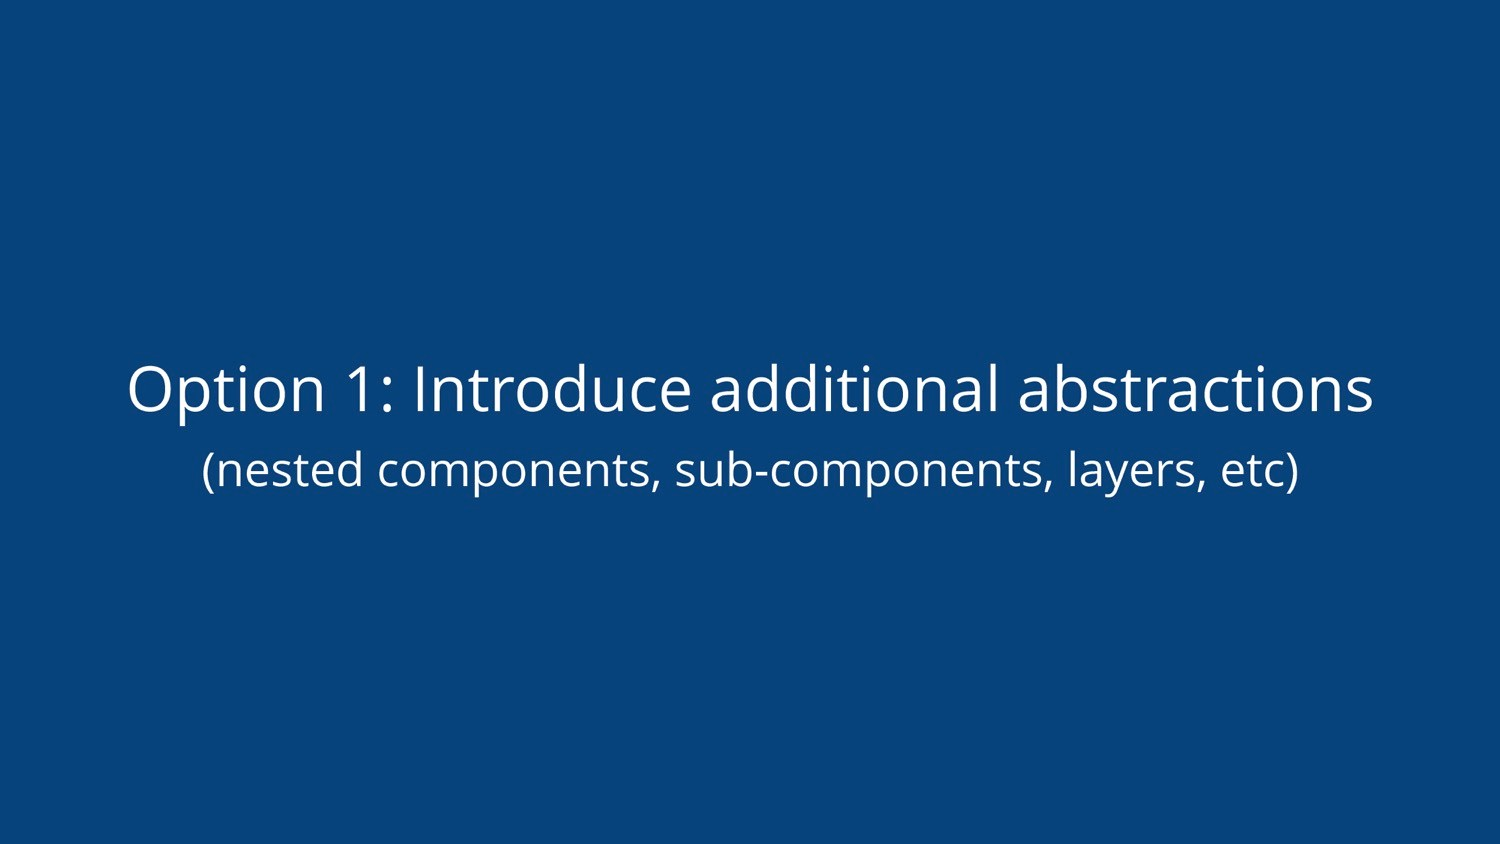 Option 1: Introduce additional abstractions
(nested components, sub-components, layers, etc)